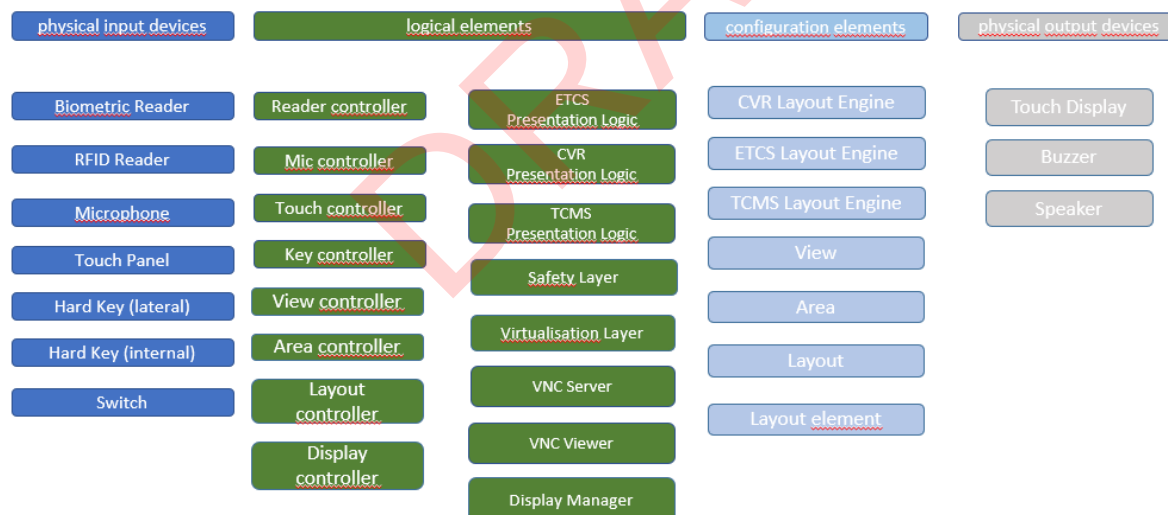 physical input devices
logical elements
configuration elements
physical output devices
Biometric Reader
RFID Reader
Microphone
Touch Panel
Hard Key (lateral)
Hard Key (internal)
Switch
Reader controller
Mic controller
Touch controller
Key controller
View controller
Area controller
Layout
controller
Display
controller
ETCS
Presentation Logic
CVR
Presentation Logic
TCMS
Presentation Logic
Safety Layer
Virtualisation Layer
VNC Server
VNC Viewer
Display Manager
CVR Layout Engine
ETCS Layout Engine
TCMS Layout Engine
View
Area
Layout
Layout element
Touch Display
Buzzer
Speaker
DRA